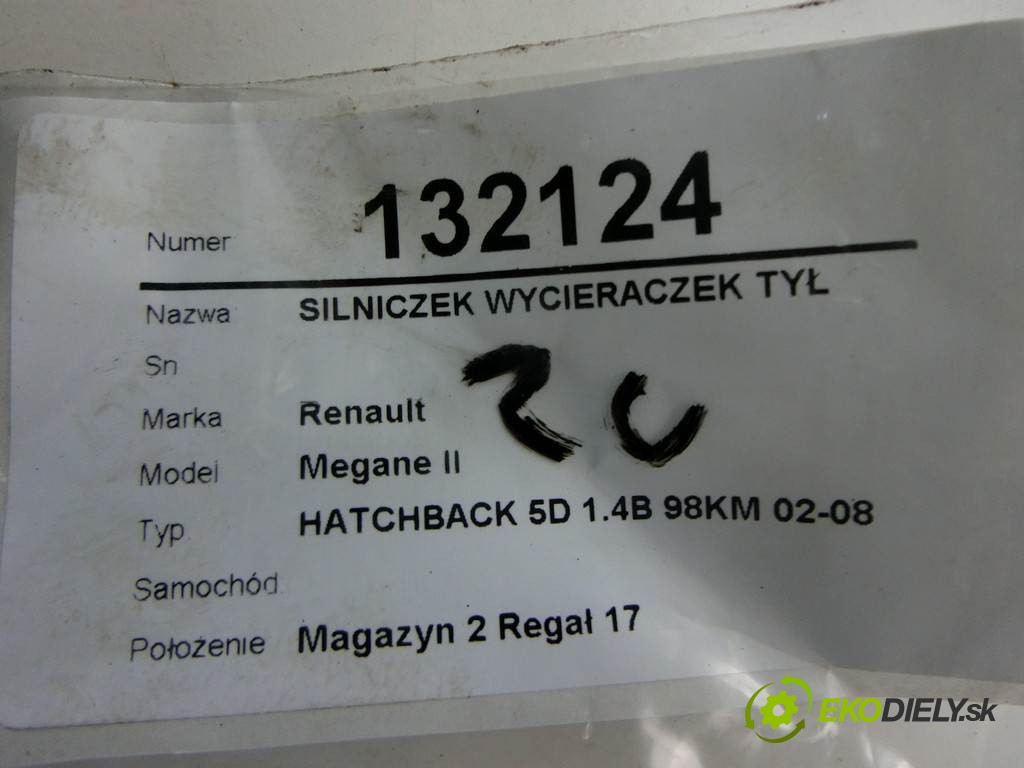 Numer 132124
Nazwa SILNICZEK WYCIERACZEK TYŁ
Sn
Marka Renault
Model Megane II
Typ HATCHBACK 5D 1.4B 98KM 02-08
Samochód
Położenie Magazyn 2 Regał 17
EKODIELY.sk